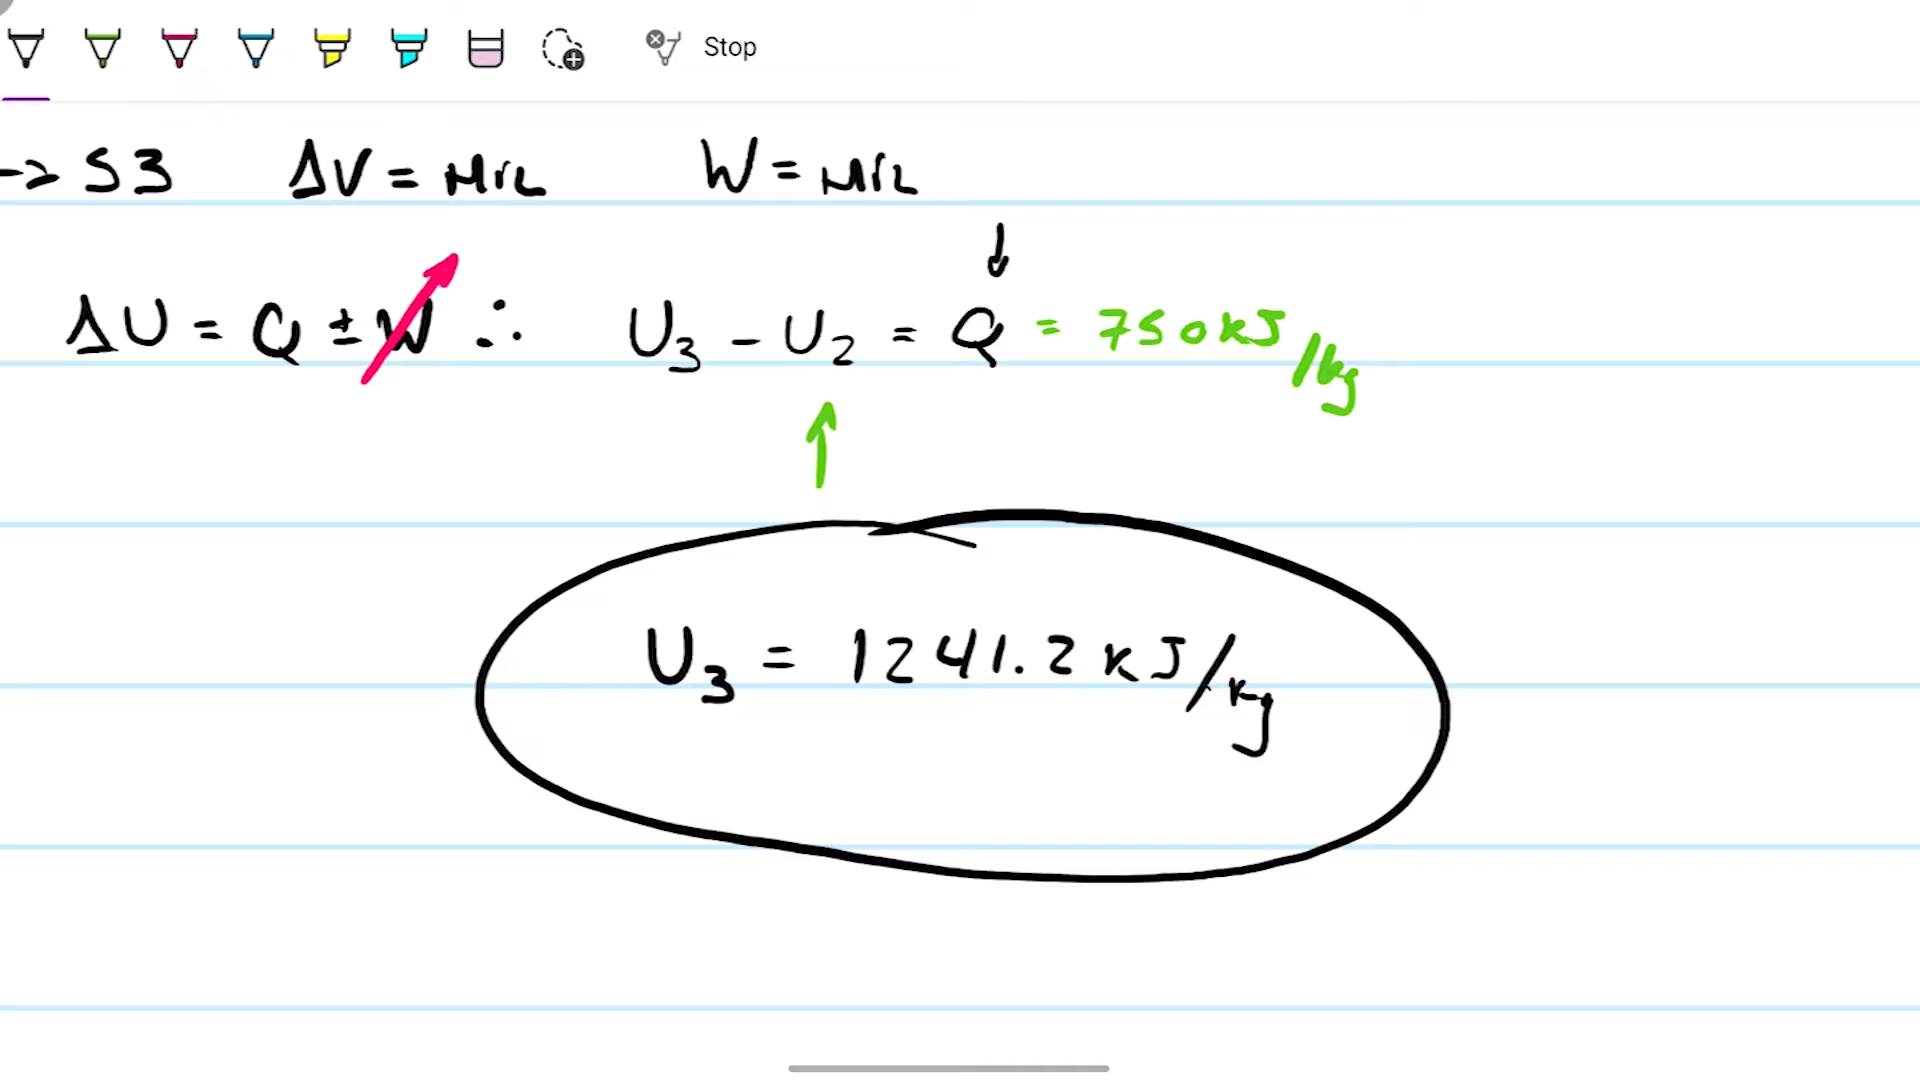 Stop
→ S3 ΔV = NIL W = NIL
ΔU = Q ± W ∴ U₃ - U₂ = Q = 750 kJ/kg
U₃ = 1241.2 kJ/kg